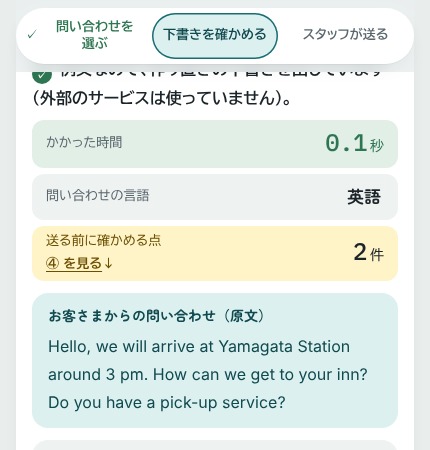 ✓ 問い合わせを
選ぶ
下書きを確かめる
スタッフが送る
(外部のサービスは使っていません)。
かかった時間
0.1秒
問い合わせの言語
英語
送る前に確かめる点
④ を見る↓
2件
お客さまからの問い合わせ（原文）
Hello, we will arrive at Yamagata Station
around 3 pm. How can we get to your inn?
Do you have a pick-up service?